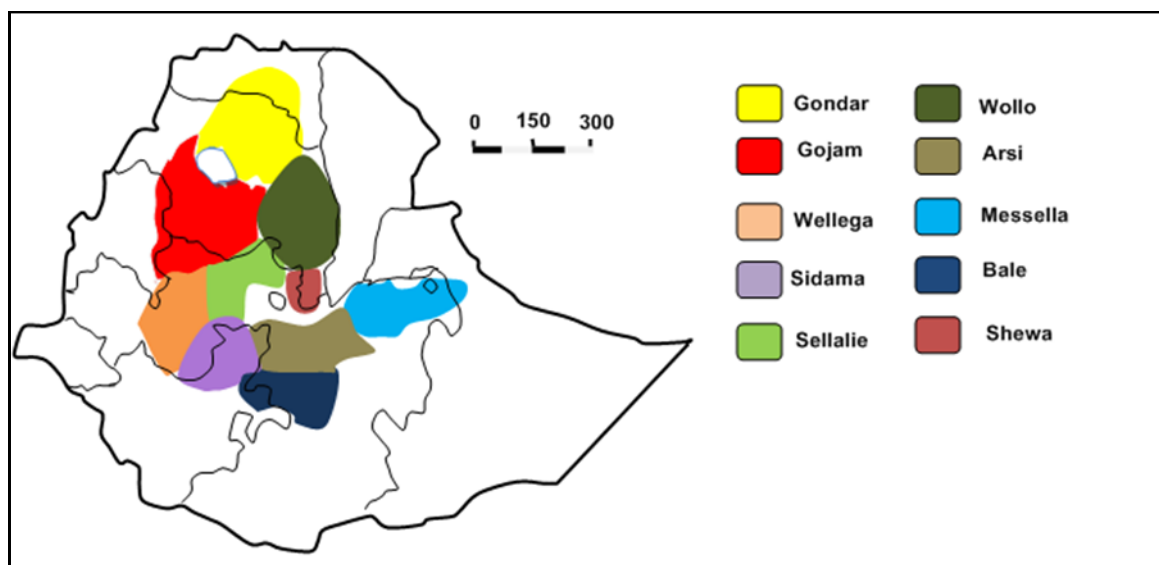 0 150 300
Gondar
Gojam
Wellega
Sidama
Sellalie
Wollo
Arsi
Messella
Bale
Shewa